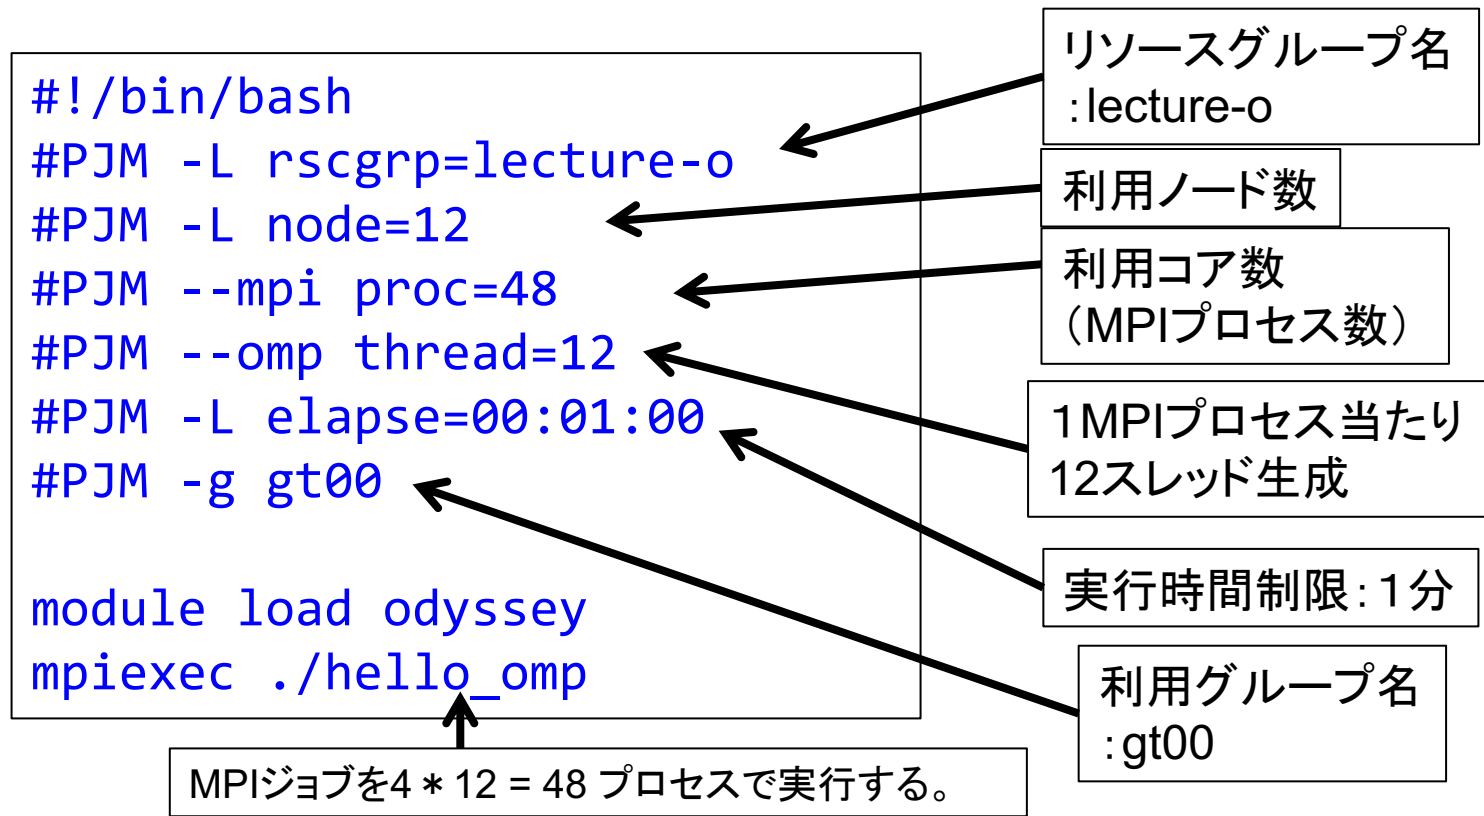 #!/bin/bash
#PJM -L rscgrp=lecture-o
#PJM -L node=12
#PJM --mpi proc=48
#PJM --omp thread=12
#PJM -L elapse=00:01:00
#PJM -g gt00
module load odyssey
mpiexec ./hello_omp
リソースグループ名
:lecture-o
利用ノード数
利用コア数
(MPIプロセス数)
1MPIプロセス当たり
12スレッド生成
実行時間制限:1分
利用グループ名
:gt00
MPIジョブを4*12 = 48 プロセスで実行する。